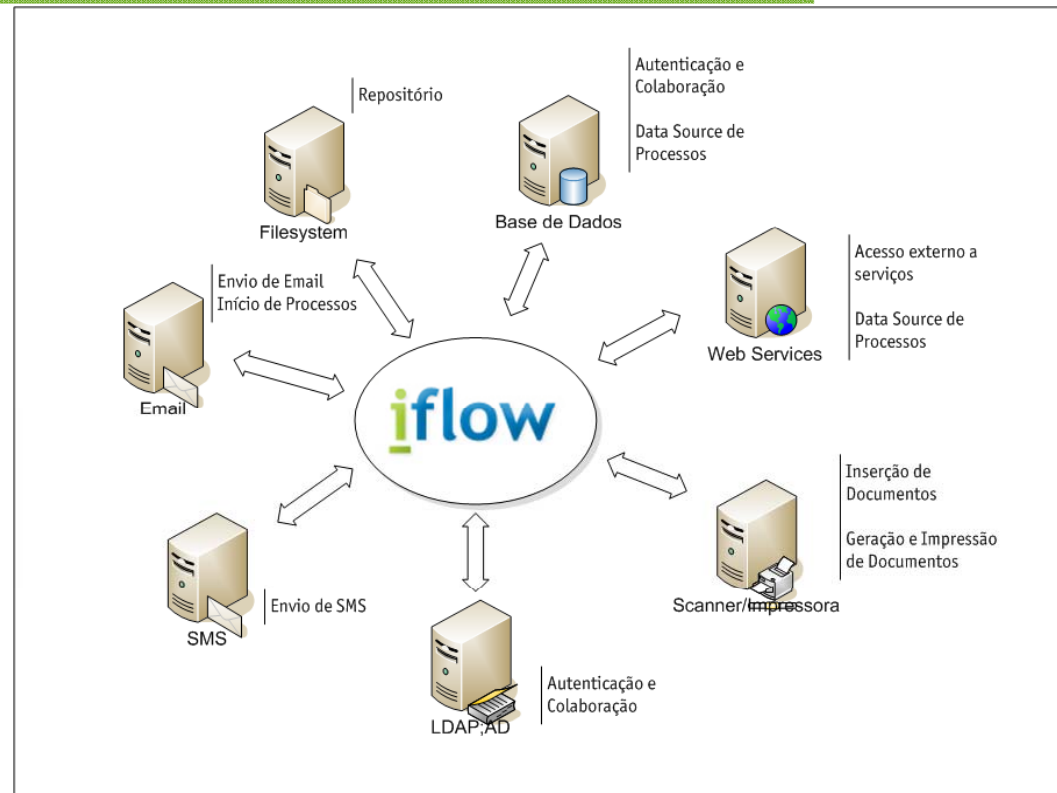 Repositório
Filesystem
Autenticação e
Colaboração
Data Source de
Processos
Base de Dados
Acesso externo a
serviços
Data Source de
Processos
Web Services
Envio de Email
Início de Processos
Email
iflow
Inserção de
Documentos
Geração e Impressão
de Documentos
Scanner/Impressora
Envio de SMS
SMS
Autenticação e
Colaboração
LDAP;AD